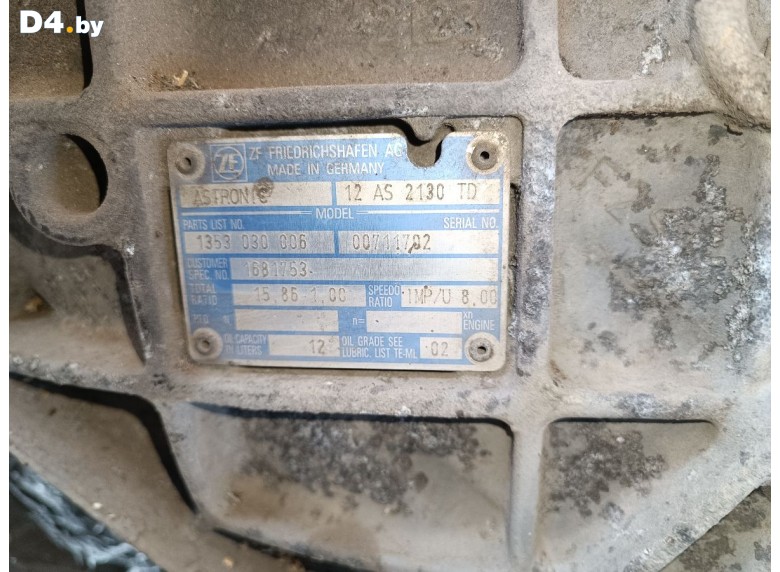 D4.by
ZF FRIEDRICHSHAFEN AG
MADE IN GERMANY
ASTRONIC 12 AS 2130 TD
MODEL
PARTS LIST NO. SERIAL NO.
1353 030 006 00711702
CUSTOMER SPEC. NO. 1681753
TOTAL RATIO 15,86-1,00 SPEEDO RATIO IMP/U 8.00
n= xn ENGINE
OIL CAPACITY IN LITERS 12 OIL GRADE SEE LUBRIC. LIST TE-ML 02